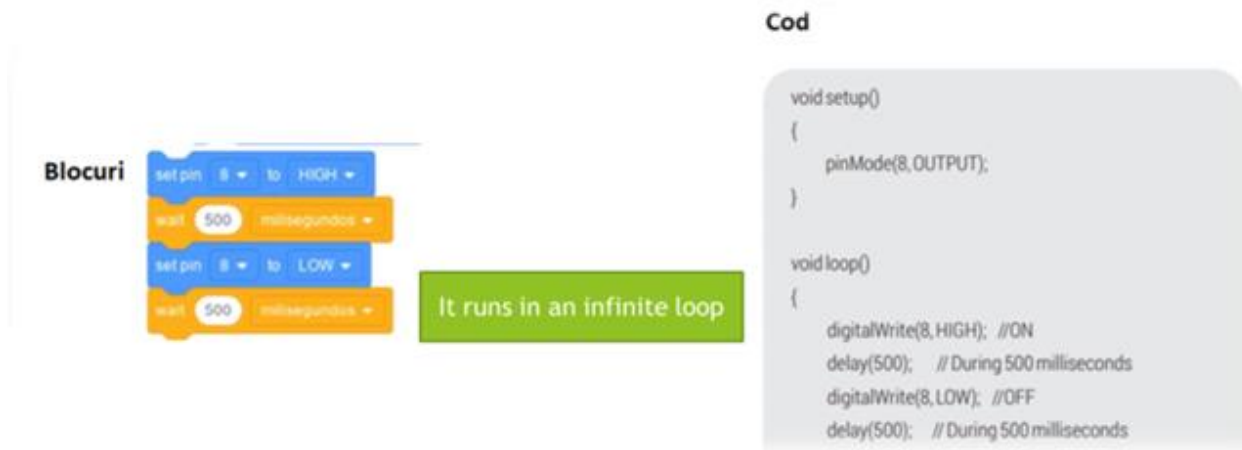 Cod
Blocuri
set pin 8 to HIGH
wait 500 milisegundos
set pin 8 to LOW
wait 500 milisegundos
It runs in an infinite loop
void setup()
{
pinMode(8, OUTPUT);
}
void loop()
{
digitalWrite(8, HIGH); //ON
delay(500); // During 500 milliseconds
digitalWrite(8, LOW); //OFF
delay(500); // During 500 milliseconds